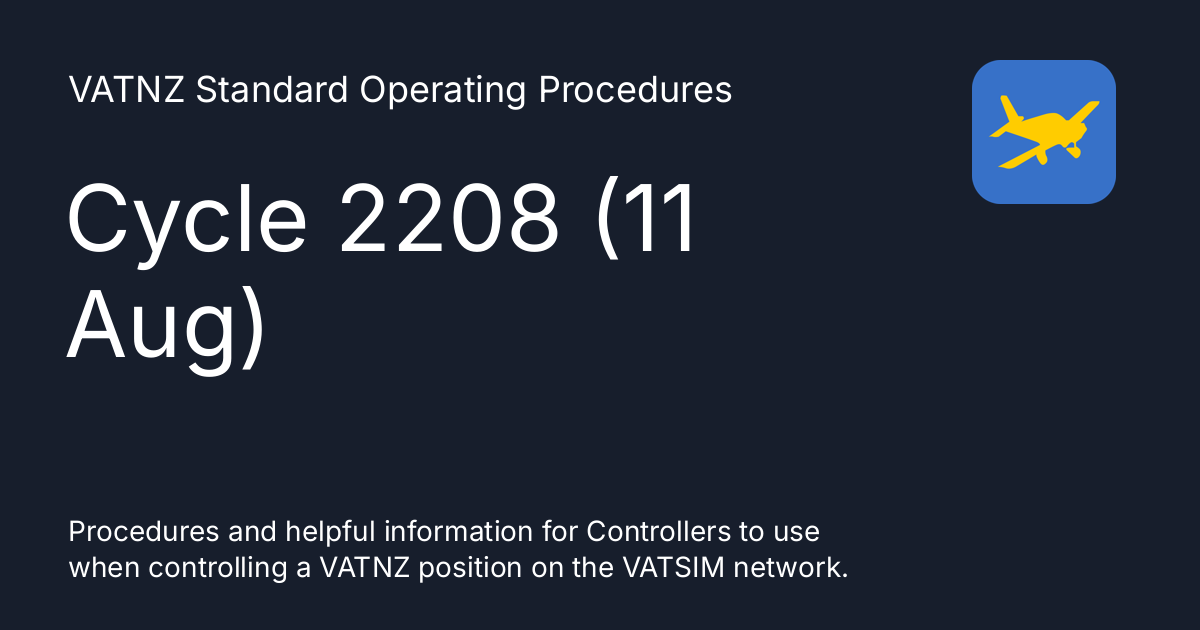 VATNZ Standard Operating Procedures
Cycle 2208 (11
Aug)
Procedures and helpful information for Controllers to use
when controlling a VATNZ position on the VATSIM network.